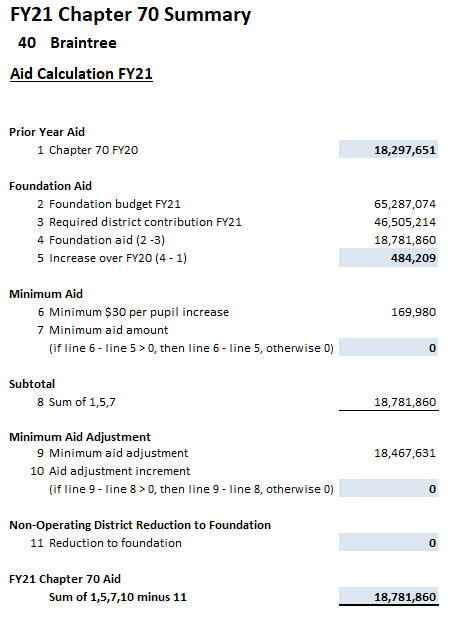 FY21 Chapter 70 Summary
40 Braintree
Aid Calculation FY21
Prior Year Aid
1 Chapter 70 FY20 18,297,651
Foundation Aid
2 Foundation budget FY21 65,287,074
3 Required district contribution FY21 46,505,214
4 Foundation aid (2 -3) 18,781,860
5 Increase over FY20 (4 - 1) 484,209
Minimum Aid
6 Minimum $30 per pupil increase 169,980
7 Minimum aid amount
(if line 6 - line 5 > 0, then line 6 - line 5, otherwise 0) 0
Subtotal
8 Sum of 1,5,7 18,781,860
Minimum Aid Adjustment
9 Minimum aid adjustment 18,467,631
10 Aid adjustment increment
(if line 9 - line 8 > 0, then line 9 - line 8, otherwise 0) 0
Non-Operating District Reduction to Foundation
11 Reduction to foundation 0
FY21 Chapter 70 Aid
Sum of 1,5,7,10 minus 11 18,781,860